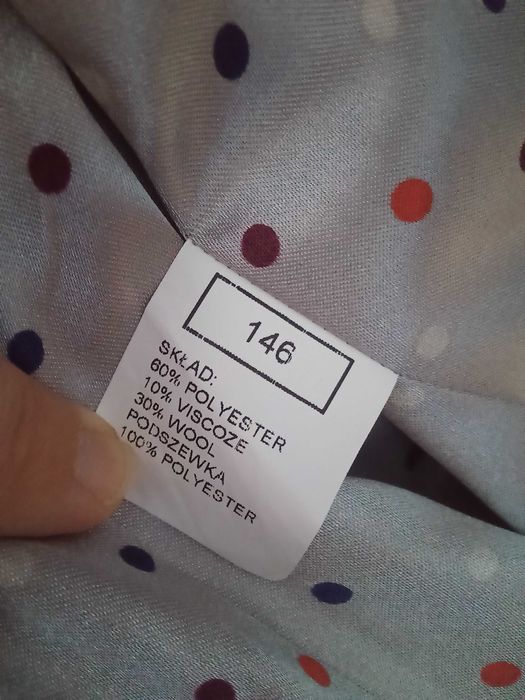 146
SKŁAD:
60% POLYESTER
10% VISCOZE
30% WOOL
PODSZEWKA
100% POLYESTER